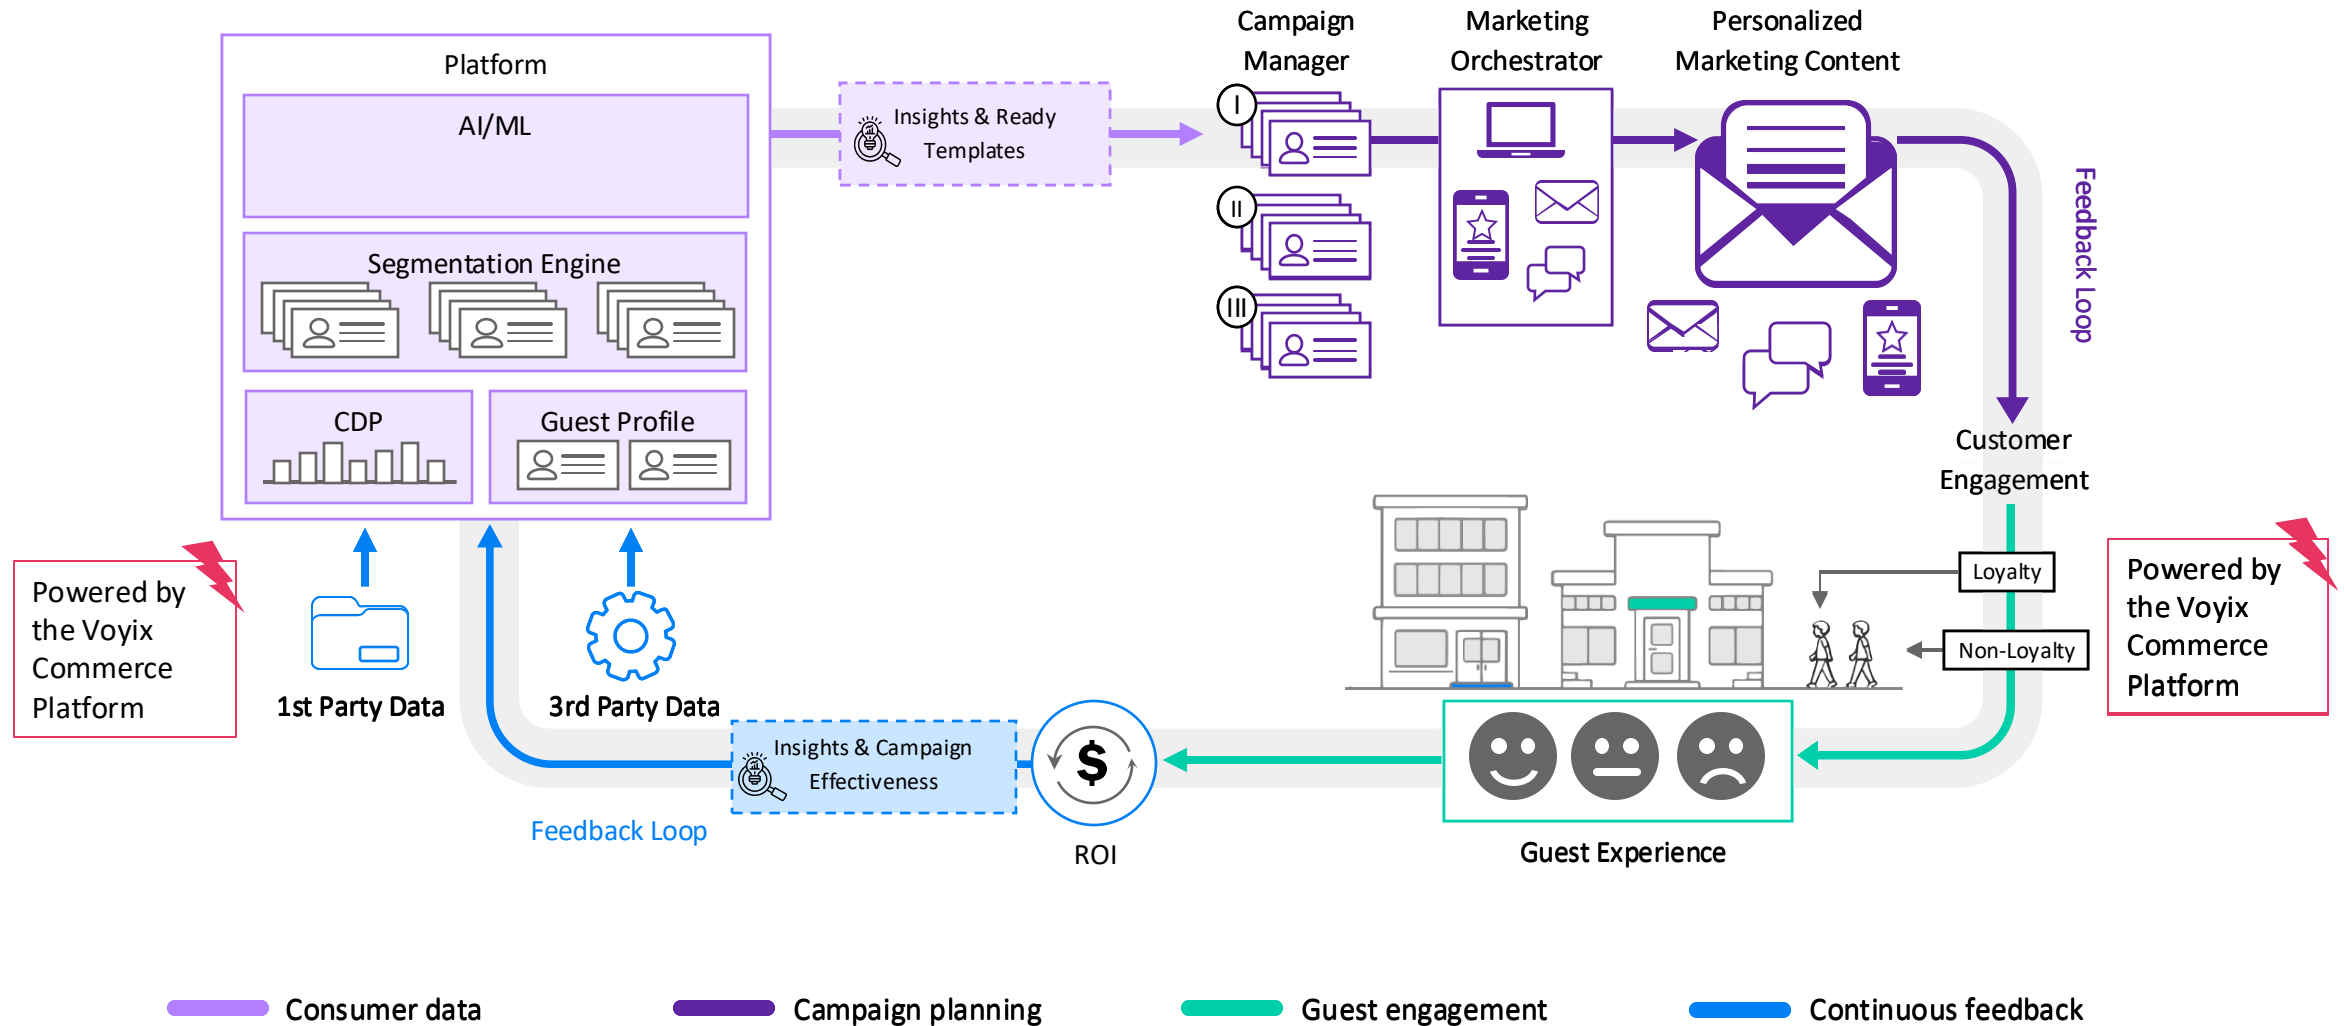 Platform
AI/ML
Segmentation Engine
CDP
Guest Profile
Insights & Ready
Templates
Campaign
Manager
I
II
III
Marketing
Orchestrator
Personalized
Marketing Content
Feedback Loop
Customer
Engagement
Loyalty
Non-Loyalty
Powered by
the Voyix
Commerce
Platform
Powered by
the Voyix
Commerce
Platform
1st Party Data
3rd Party Data
Insights & Campaign
Effectiveness
Feedback Loop
$
ROI
Guest Experience
Consumer data
Campaign planning
Guest engagement
Continuous feedback